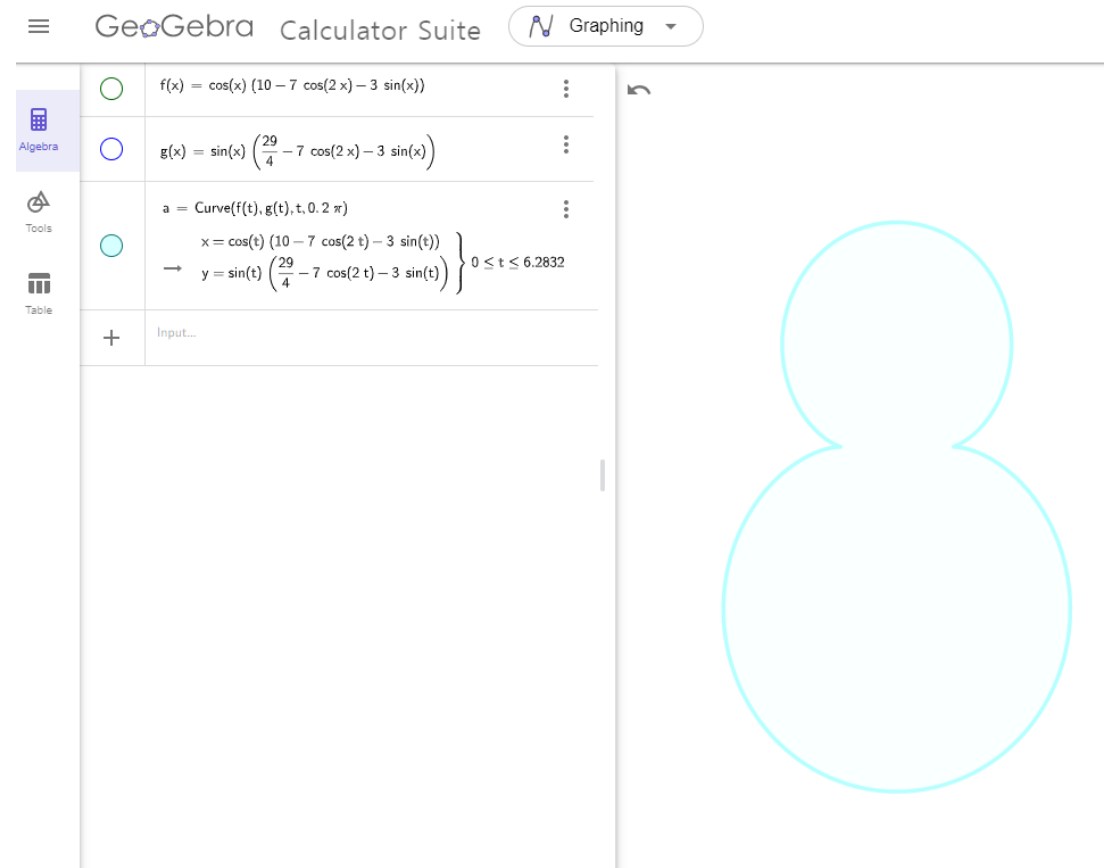 GeoGebra Calculator Suite
Graphing
Algebra
Tools
Table
f(x) = cos(x) (10 – 7 cos(2 x) – 3 sin(x))
g(x) = sin(x) (29/4 – 7 cos(2 x) – 3 sin(x))
a = Curve(f(t), g(t), t, 0. 2 π)
→ x = cos(t) (10 – 7 cos(2 t) – 3 sin(t))
y = sin(t) (29/4 – 7 cos(2 t) – 3 sin(t)) } 0 ≤ t ≤ 6.2832
+ Input...